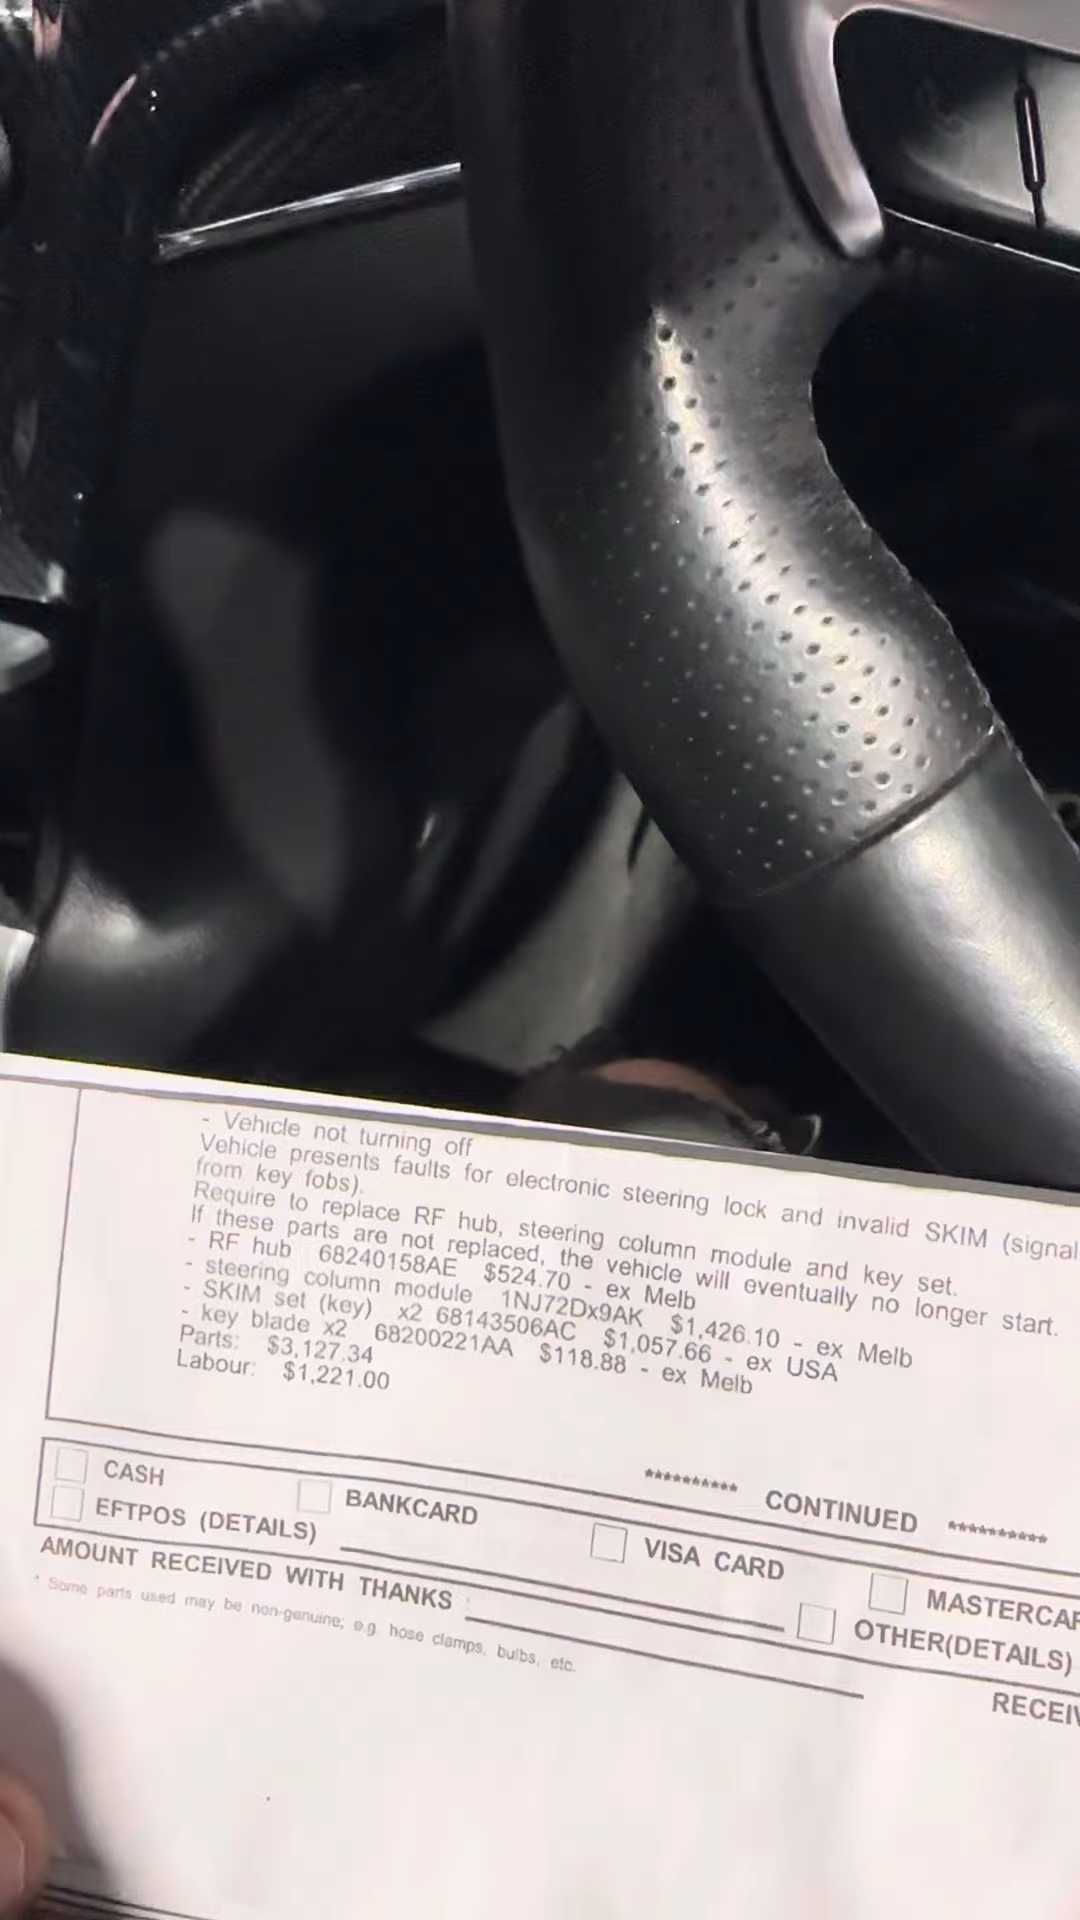 - Vehicle not turning off
Vehicle presents faults for electronic steering lock and invalid SKIM (signal
from key fobs).
Require to replace RF hub, steering column module and key set.
If these parts are not replaced, the vehicle will eventually no longer start.
- RF hub 68240158AE $524.70 - ex Melb
- steering column module 1NJ72Dx9AK $1,426.10 - ex Melb
- SKIM set (key) x2 68143506AC $1,057.66 - ex USA
- key blade x2 68200221AA $118.88 - ex Melb
Parts: $3,127.34
Labour: $1,221.00
********** CONTINUED **********
CASH BANKCARD VISA CARD MASTERCAR
EFTPOS (DETAILS) OTHER(DETAILS)
AMOUNT RECEIVED WITH THANKS
* Some parts used may be non-genuine; e.g. hose clamps, bulbs, etc.
RECEIV